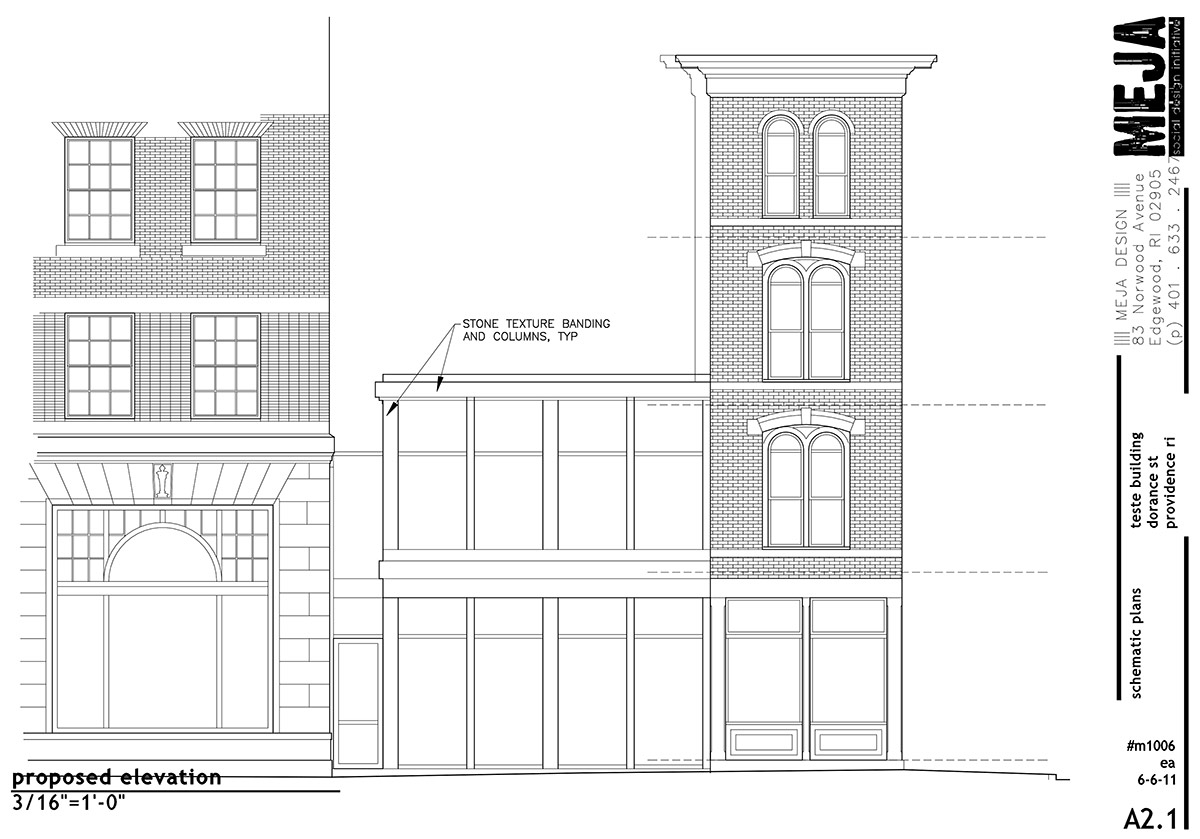 STONE TEXTURE BANDING
AND COLUMNS, TYP
proposed elevation
3/16"=1'-0"
MEJA
social design initiative
|||| MEJA DESIGN ||||
83 Norwood Avenue
Edgewood, RI 02905
(p) 401 . 633 . 2467
teste building
dorance st
providence ri
schematic plans
#m1006
ea
6-6-11
A2.1